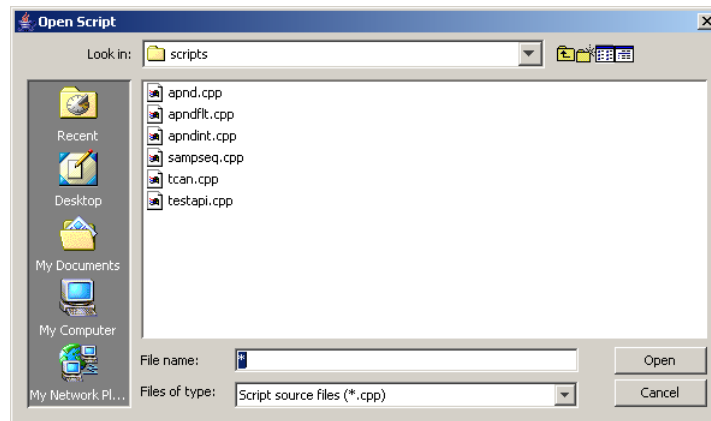 Open Script
Look in:
scripts
Recent
Desktop
My Documents
My Computer
My Network Pl...
apnd.cpp
apndflt.cpp
apndint.cpp
sampseq.cpp
tcan.cpp
testapi.cpp
File name:
*
Open
Files of type:
Script source files (*.cpp)
Cancel